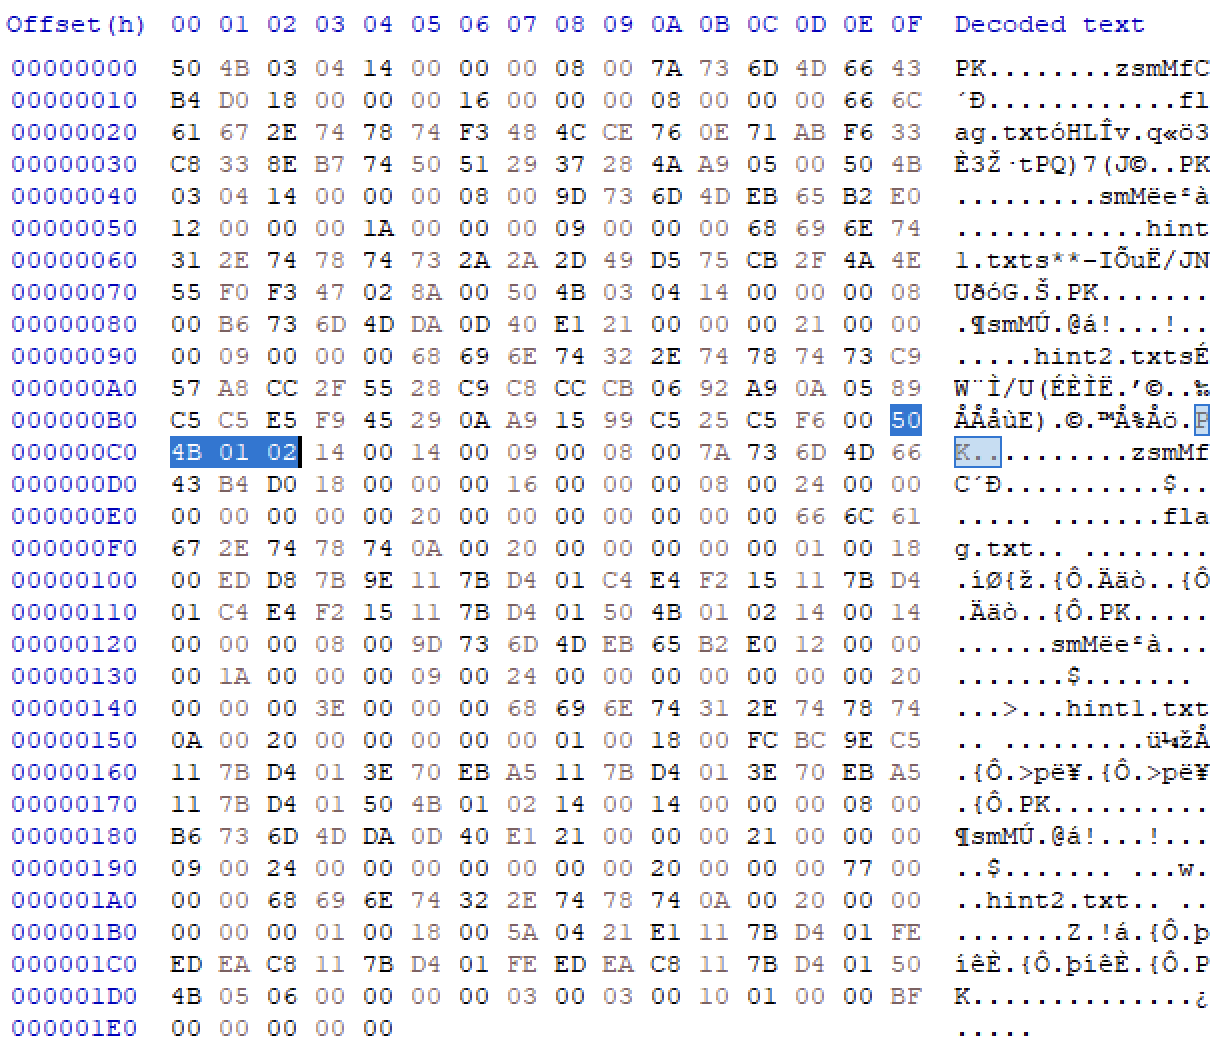 Offset(h) 00 01 02 03 04 05 06 07 08 09 0A 0B 0C 0D 0E 0F Decoded text
00000000 50 4B 03 04 14 00 00 00 08 00 7A 73 6D 4D 66 43 PK........zsmMfC
00000010 B4 D0 18 00 00 00 16 00 00 00 08 00 00 00 66 6C ´Ð............fl
00000020 61 67 2E 74 78 74 F3 48 4C CE 76 0E 71 AB F6 33 ag.txtóHLÎv.q«ö3
00000030 C8 33 8E B7 74 50 51 29 37 28 4A A9 05 00 50 4B È3Ž·tPQ)7(J©..PK
00000040 03 04 14 00 00 00 08 00 9D 73 6D 4D EB 65 B2 E0 .........smMëe²à
00000050 12 00 00 00 1A 00 00 00 09 00 00 00 68 69 6E 74 ............hint
00000060 31 2E 74 78 74 73 2A 2A 2D 49 D5 75 CB 2F 4A 4E 1.txts**-IÕuË/JN
00000070 55 F0 F3 47 02 8A 00 50 4B 03 04 14 00 00 00 08 UðóG.Š.PK.......
00000080 00 B6 73 6D 4D DA 0D 40 E1 21 00 00 00 21 00 00 .¶smMÚ.@á!...!..
00000090 00 09 00 00 00 68 69 6E 74 32 2E 74 78 74 73 C9 .....hint2.txtsÉ
000000A0 57 A8 CC 2F 55 28 C9 C8 CC CB 06 92 A9 0A 05 89 W¨Ì/U(ÉÈÌË.’©..‰
000000B0 C5 C5 E5 F9 45 29 0A A9 15 99 C5 25 C5 F6 00 50 ÅÅåùE).©.™Å%Åö.P
000000C0 4B 01 02 14 00 14 00 09 00 08 00 7A 73 6D 4D 66 K..........zsmMf
000000D0 43 B4 D0 18 00 00 00 16 00 00 00 08 00 24 00 00 C´Ð..........$..
000000E0 00 00 00 00 00 20 00 00 00 00 00 00 00 66 6C 61 ..... .......fla
000000F0 67 2E 74 78 74 0A 00 20 00 00 00 00 00 01 00 18 g.txt.. ........
00000100 00 ED D8 7B 9E 11 7B D4 01 C4 E4 F2 15 11 7B D4 .íØ{ž.{Ô.Ääò..{Ô
00000110 01 C4 E4 F2 15 11 7B D4 01 50 4B 01 02 14 00 14 .Ääò..{Ô.PK.....
00000120 00 00 00 08 00 9D 73 6D 4D EB 65 B2 E0 12 00 00 ......smMëe²à...
00000130 00 1A 00 00 00 09 00 24 00 00 00 00 00 00 00 20 .......$.......
00000140 00 00 00 3E 00 00 00 68 69 6E 74 31 2E 74 78 74 ...>...hint1.txt
00000150 0A 00 20 00 00 00 00 00 01 00 18 00 FC BC 9E C5 .. .........ü¼žÅ
00000160 11 7B D4 01 3E 70 EB A5 11 7B D4 01 3E 70 EB A5 .{Ô.>pë¥.{Ô.>pë¥
00000170 11 7B D4 01 50 4B 01 02 14 00 14 00 00 00 08 00 .{Ô.PK..........
00000180 B6 73 6D 4D DA 0D 40 E1 21 00 00 00 21 00 00 00 ¶smMÚ.@á!...!...
00000190 09 00 24 00 00 00 00 00 00 00 20 00 00 00 77 00 ..$....... ...w.
000001A0 00 00 68 69 6E 74 32 2E 74 78 74 0A 00 20 00 00 ..hint2.txt.. ..
000001B0 00 00 00 01 00 18 00 5A 04 21 E1 11 7B D4 01 FE .......Z.!á.{Ô.þ
000001C0 ED EA C8 11 7B D4 01 FE ED EA C8 11 7B D4 01 50 íêÈ.{Ô.þíêÈ.{Ô.P
000001D0 4B 05 06 00 00 00 00 03 00 03 00 10 01 00 00 BF K..............¿
000001E0 00 00 00 00 00 .....